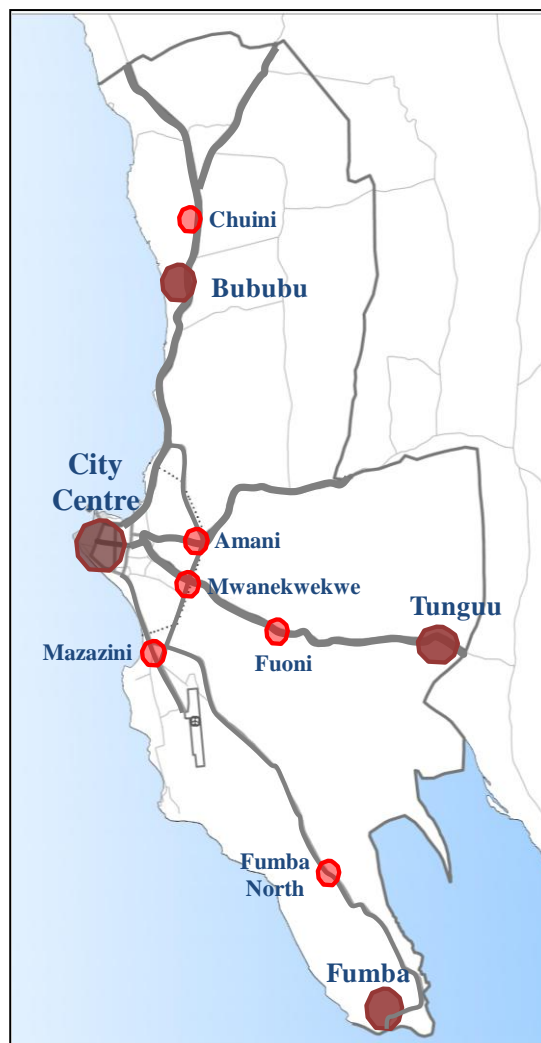 Chuini
Bububu
City
Centre
Amani
Mwanekwekwe
Tunguu
Mazazini
Fuoni
Fumba
North
Fumba